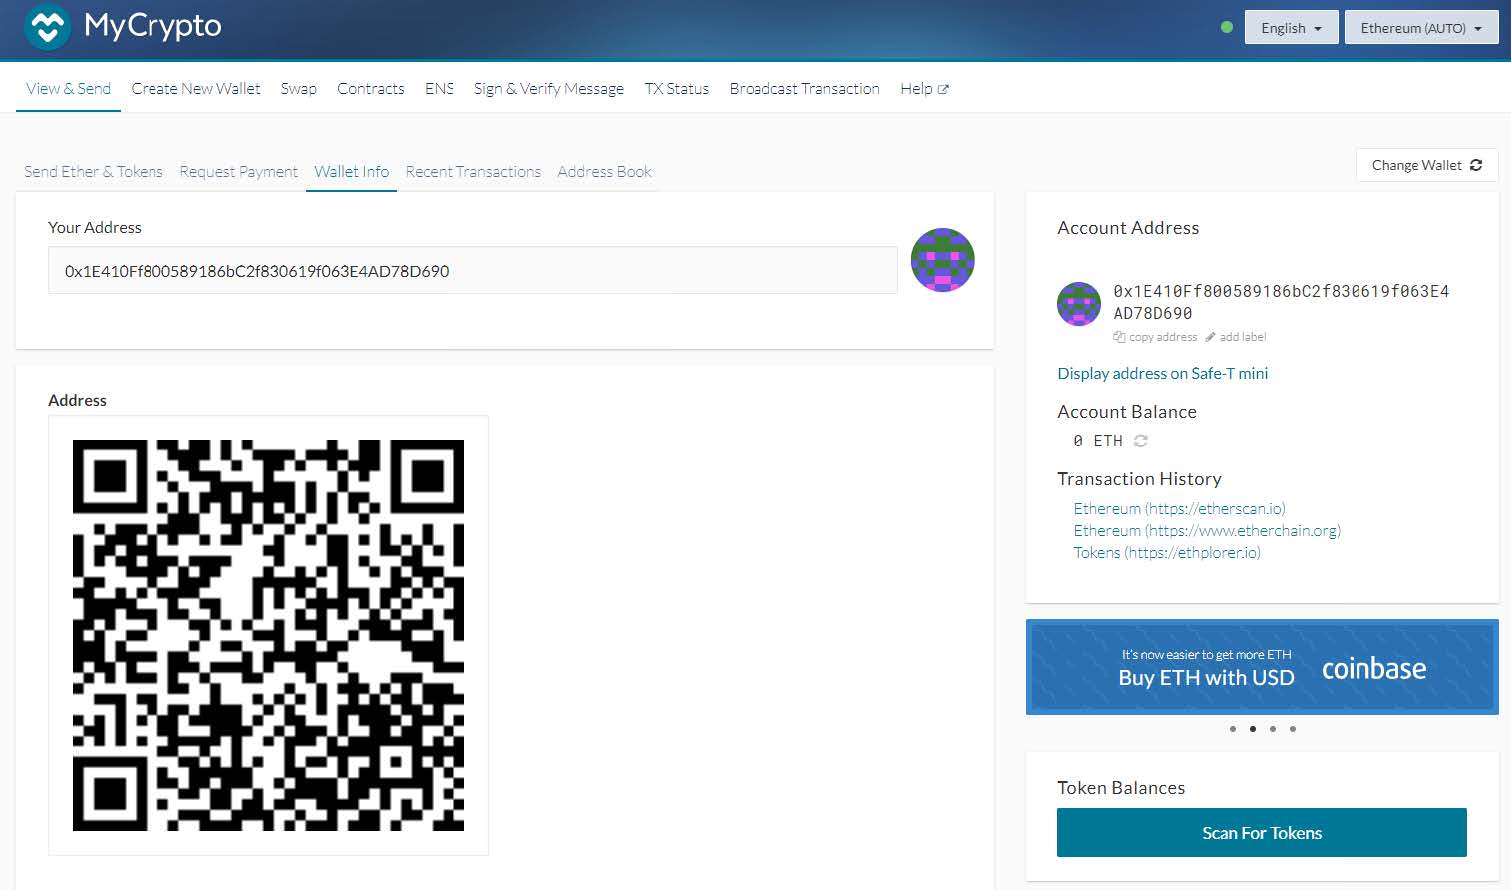 MyCrypto
English
Ethereum (AUTO)
View & Send
Create New Wallet
Swap
Contracts
ENS
Sign & Verify Message
TX Status
Broadcast Transaction
Help
Send Ether & Tokens
Request Payment
Wallet Info
Recent Transactions
Address Book
Change Wallet
Your Address
0x1E410Ff800589186bC2f830619f063E4AD78D690
Address
Account Address
0x1E410Ff800589186bC2f830619f063E4
AD78D690
copy address
add label
Display address on Safe-T mini
Account Balance
0 ETH
Transaction History
Ethereum (https://etherscan.io)
Ethereum (https://www.etherchain.org)
Tokens (https://ethplorer.io)
It's now easier to get more ETH
Buy ETH with USD
coinbase
Token Balances
Scan For Tokens